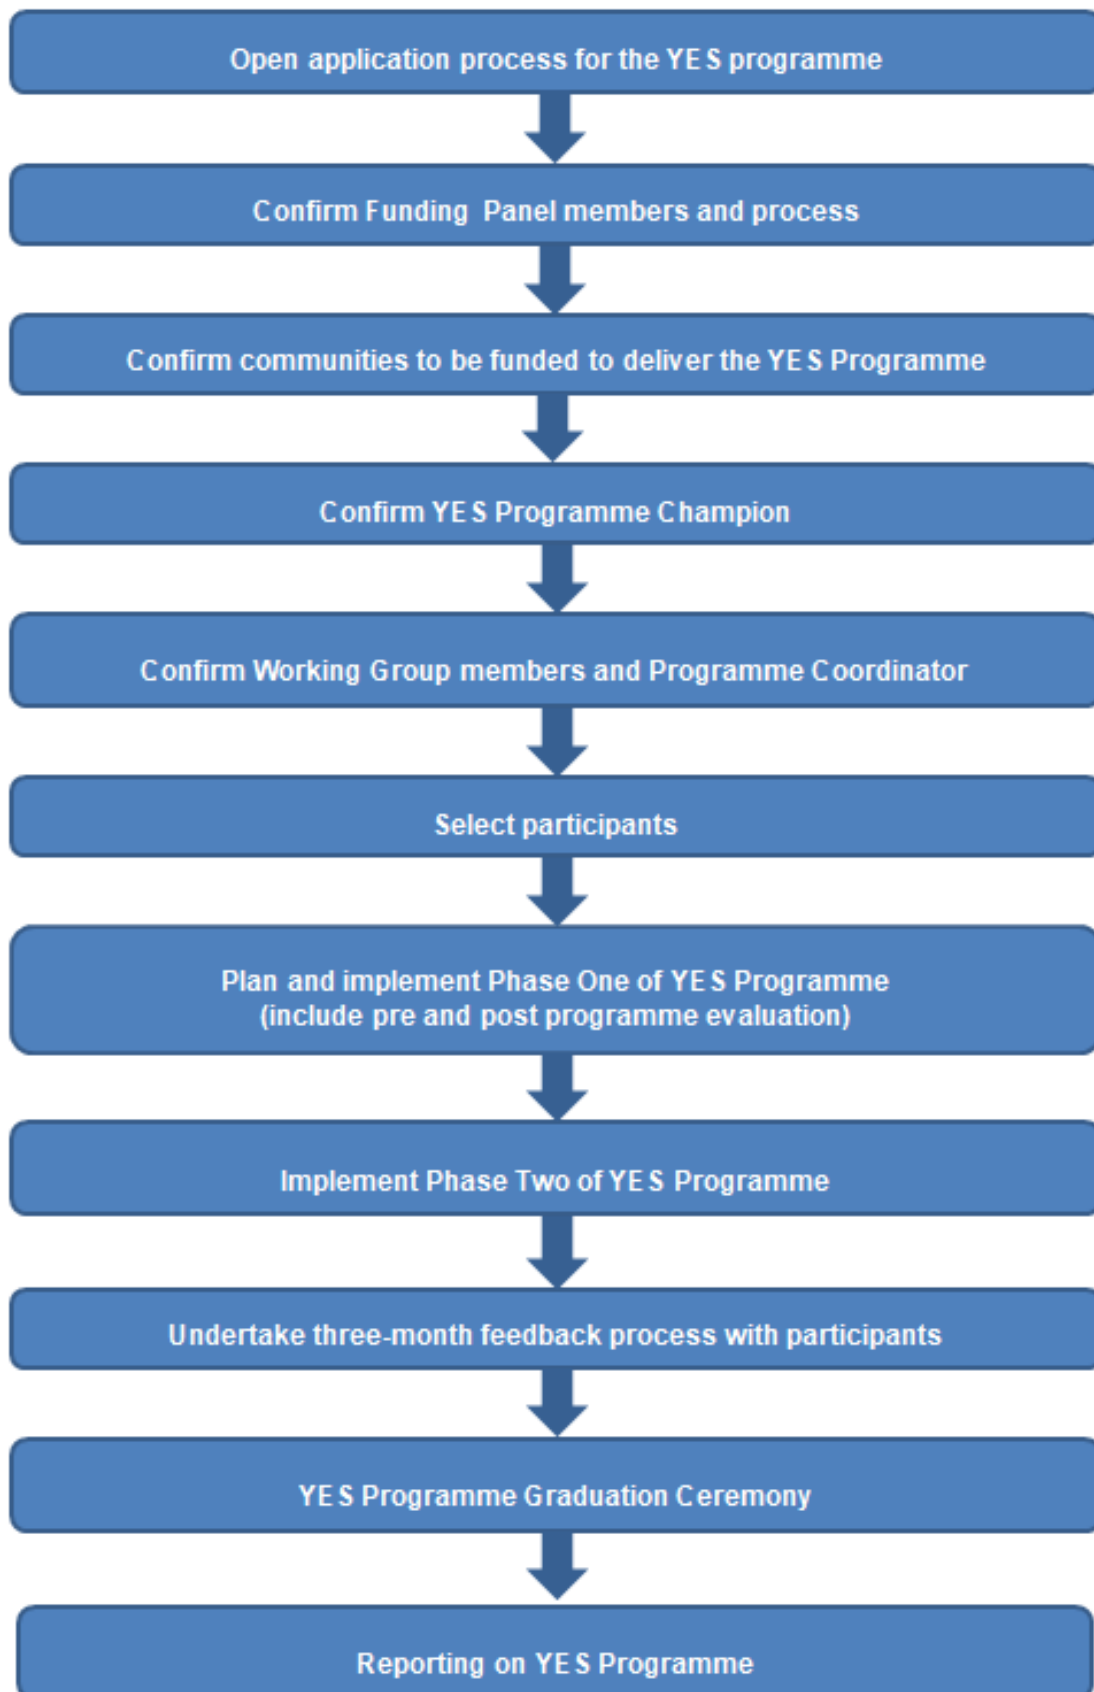 Open application process for the YES programme
Confirm Funding Panel members and process
Confirm communities to be funded to deliver the YES Programme
Confirm YES Programme Champion
Confirm Working Group members and Programme Coordinator
Select participants
Plan and implement Phase One of YES Programme
(include pre and post programme evaluation)
Implement Phase Two of YES Programme
Undertake three-month feedback process with participants
YES Programme Graduation Ceremony
Reporting on YES Programme